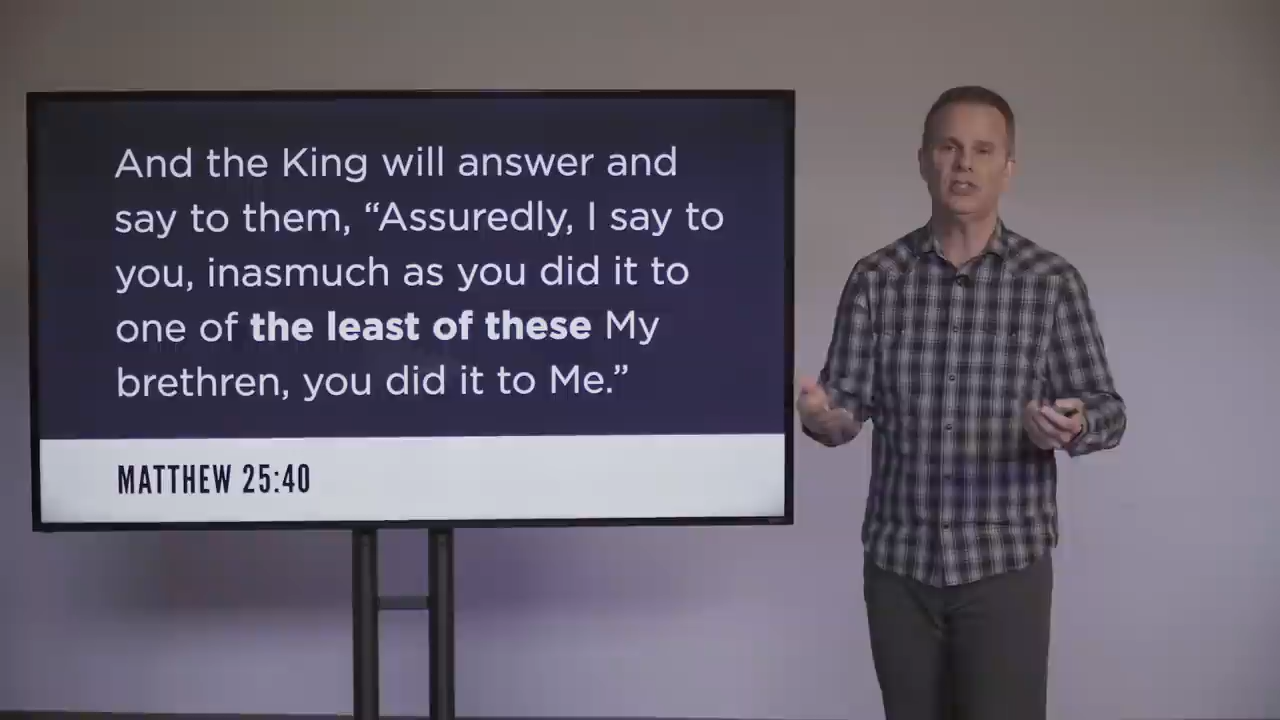 And the King will answer and
say to them, “Assuredly, I say to
you, inasmuch as you did it to
one of the least of these My
brethren, you did it to Me.”
MATTHEW 25:40